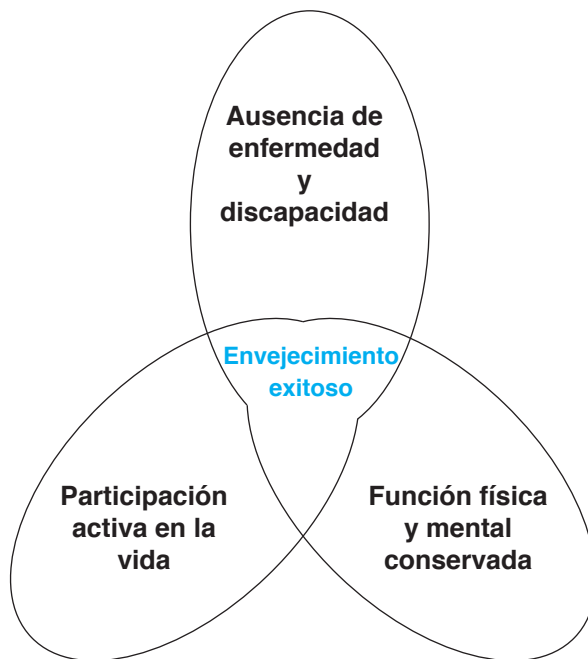 Ausencia de
enfermedad
y
discapacidad
Envejecimiento
exitoso
Participación
activa en la
vida
Función física
y mental
conservada